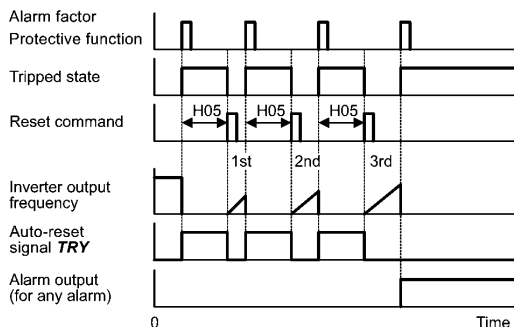 Alarm factor
Protective function
Tripped state
H05 H05 H05
Reset command
1st 2nd 3rd
Inverter output
frequency
Auto-reset
signal TRY
Alarm output
(for any alarm)
0 Time